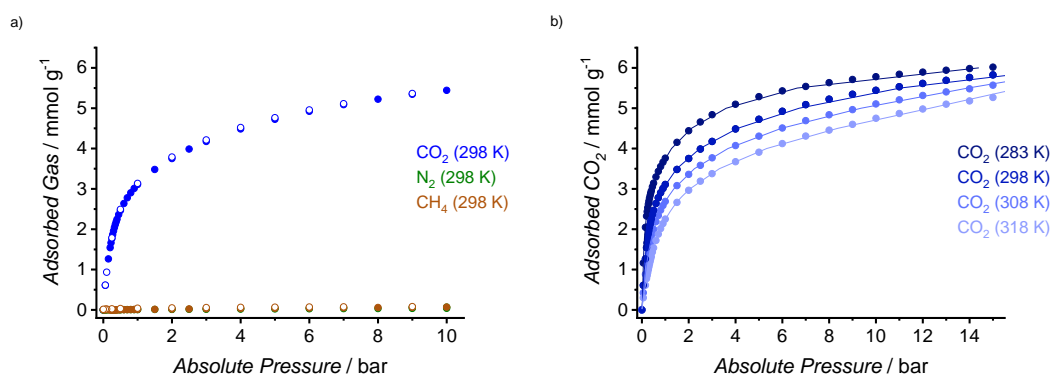 a)
Adsorbed Gas / mmol g⁻¹
6
5
4
3
2
1
0
0 2 4 6 8 10
Absolute Pressure / bar
CO₂ (298 K)
N₂ (298 K)
CH₄ (298 K)
b)
Adsorbed CO₂ / mmol g⁻¹
7
6
5
4
3
2
1
0
0 2 4 6 8 10 12 14
Absolute Pressure / bar
CO₂ (283 K)
CO₂ (298 K)
CO₂ (308 K)
CO₂ (318 K)